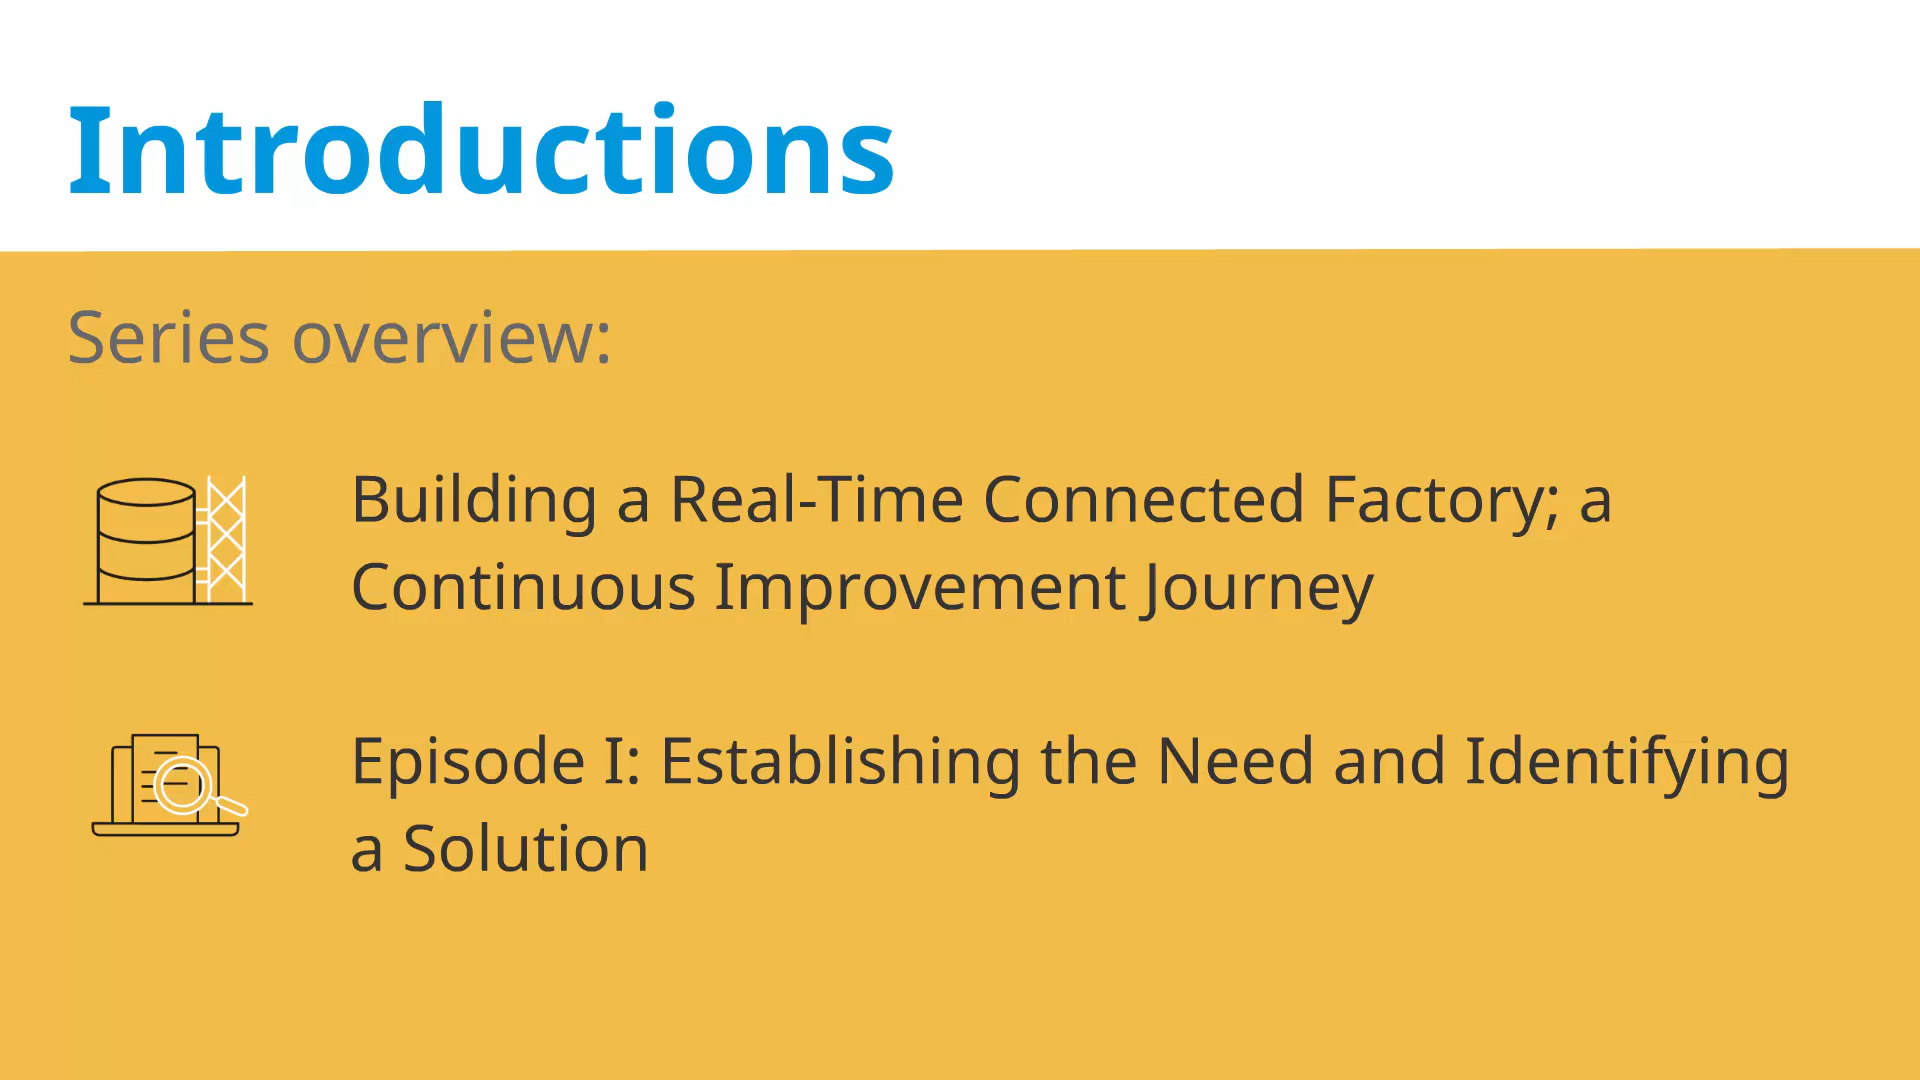 Introductions
Series overview:
Building a Real-Time Connected Factory; a
Continuous Improvement Journey
Episode I: Establishing the Need and Identifying
a Solution